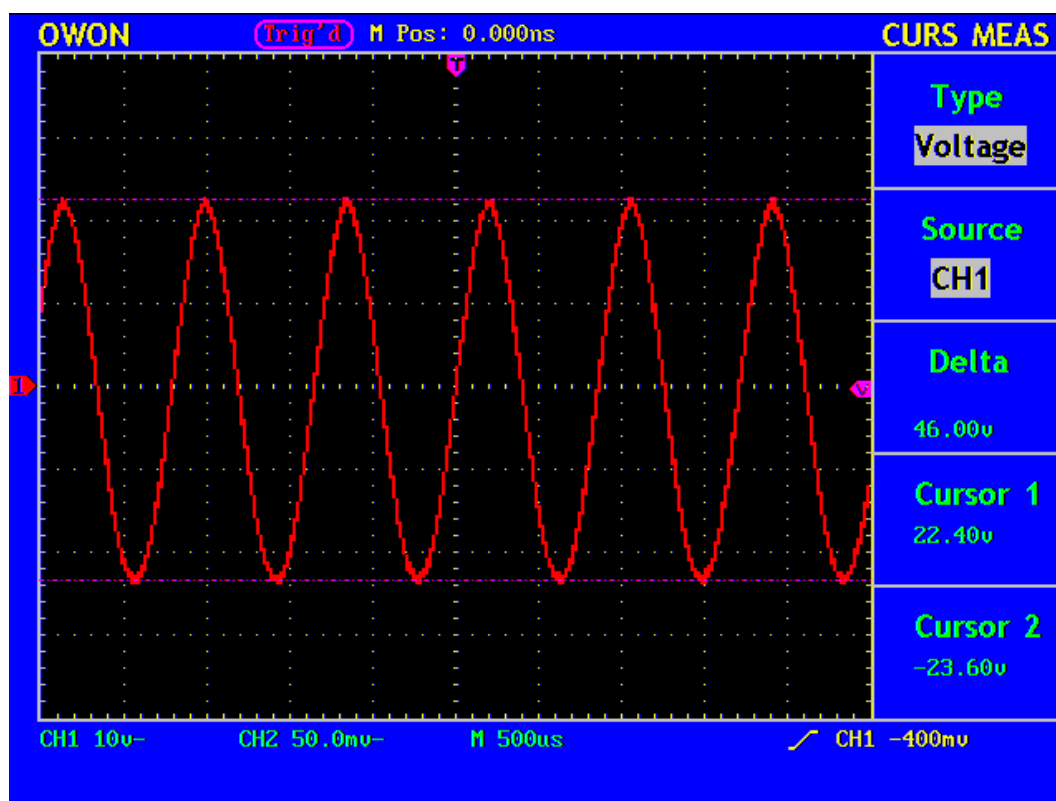 OWON Trig'd M Pos: 0.000ns CURS MEAS
T
Type
Voltage
Source
CH1
1
V
Delta
46.00v
Cursor 1
22.40v
Cursor 2
-23.60v
CH1 10v- CH2 50.0mv- M 500us CH1 -400mv